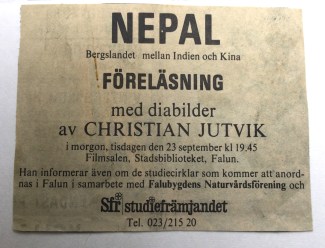 NEPAL
Bergslandet mellan Indien och Kina
FÖRELÄSNING
med diabilder
av CHRISTIAN JUTVIK
i morgon, tisdagen den 23 september kl 19.45
Filmsalen, Stadsbiblioteket, Falun.
Han informerar även om de studiecirklar som kommer att anord-
nas i Falun i samarbete med Falubygdens Naturvårdsförening och
Sfr studiefrämjandet
Tel. 023/215 20